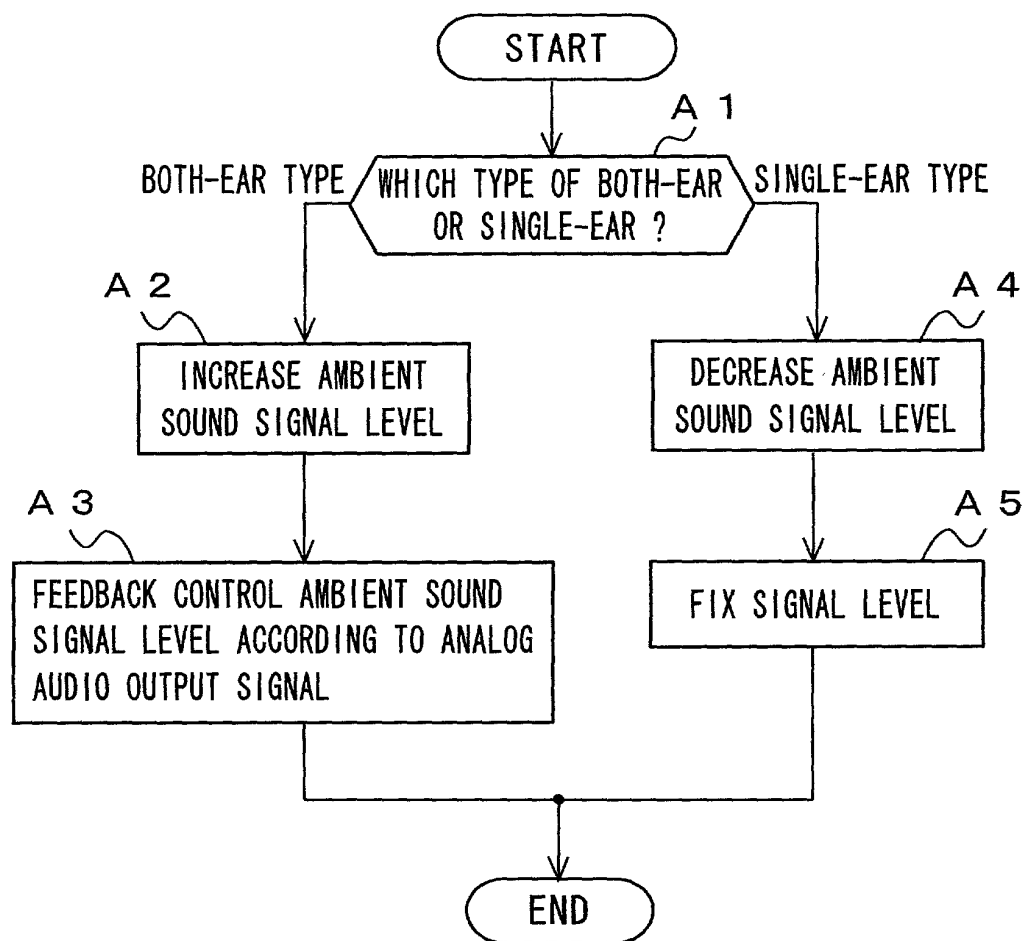 START
A 1
BOTH-EAR TYPE
WHICH TYPE OF BOTH-EAR
OR SINGLE-EAR ?
SINGLE-EAR TYPE
A 2
INCREASE AMBIENT
SOUND SIGNAL LEVEL
A 4
DECREASE AMBIENT
SOUND SIGNAL LEVEL
A 3
FEEDBACK CONTROL AMBIENT SOUND
SIGNAL LEVEL ACCORDING TO ANALOG
AUDIO OUTPUT SIGNAL
A 5
FIX SIGNAL LEVEL
END